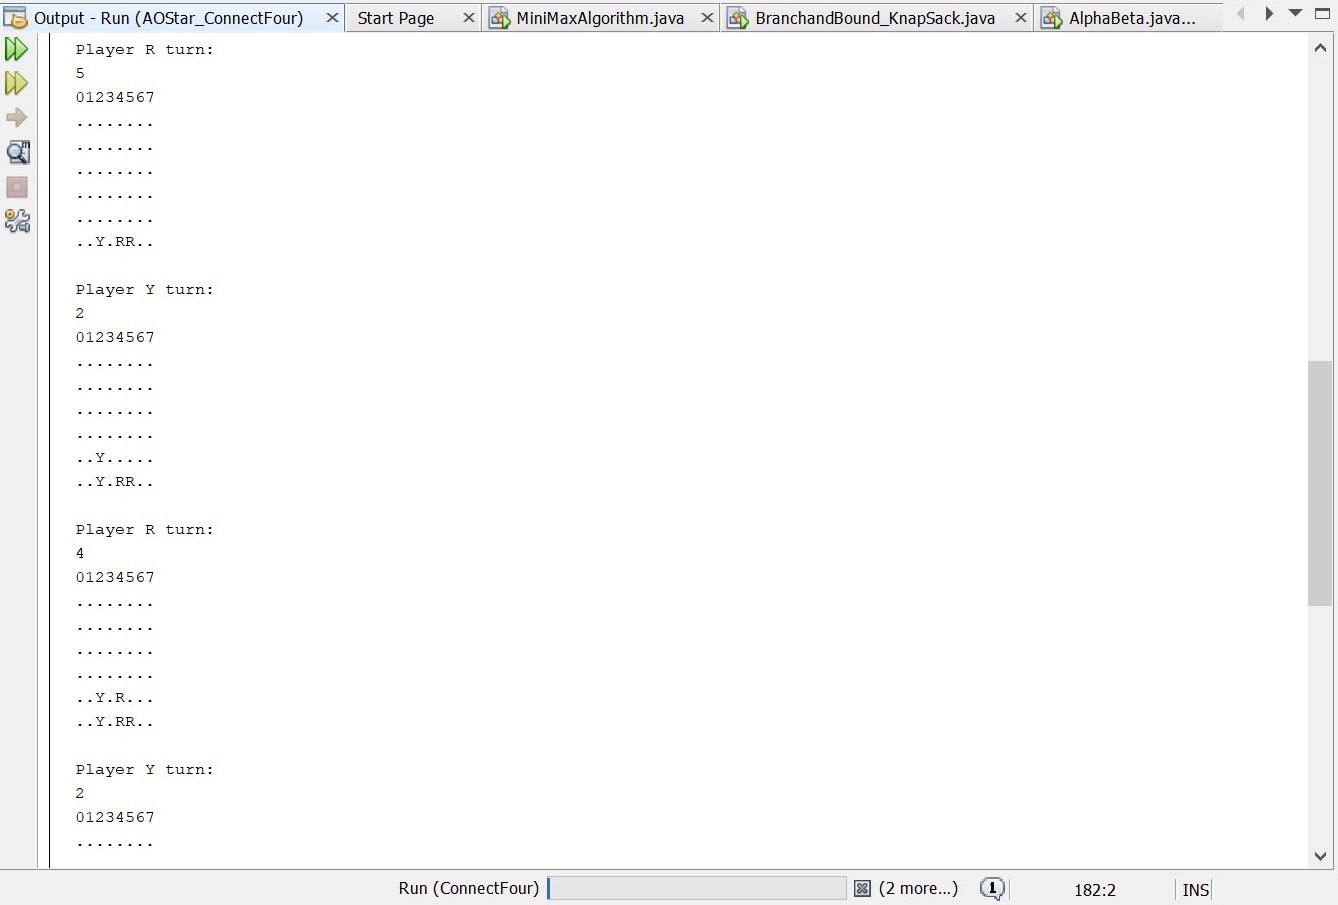 Output - Run (AOStar_ConnectFour) Start Page MiniMaxAlgorithm.java BranchandBound_KnapSack.java AlphaBeta.java...
Player R turn:
5
01234567
........
........
........
........
........
..Y.RR..
Player Y turn:
2
01234567
........
........
........
........
..Y.....
..Y.RR..
Player R turn:
4
01234567
........
........
........
........
..Y.R...
..Y.RR..
Player Y turn:
2
01234567
........
Run (ConnectFour) (2 more...) 1 182:2 INS